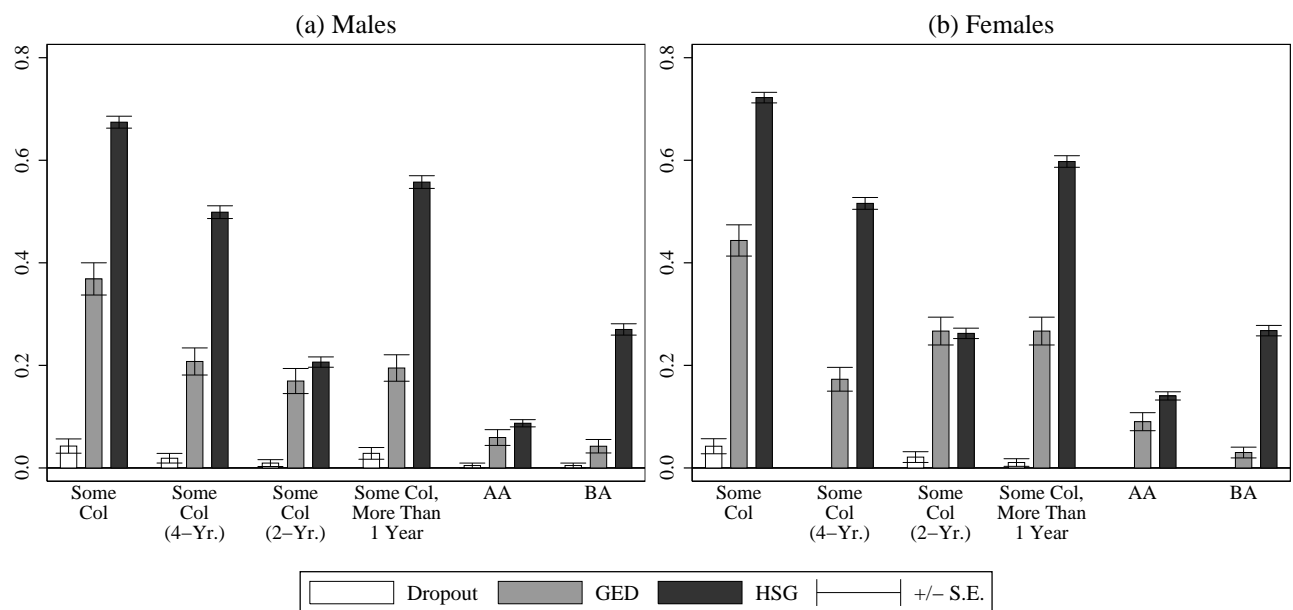 (a) Males
0.8
0.6
0.4
0.2
0.0
Some
Col
Some
Col
(4−Yr.)
Some
Col
(2−Yr.)
Some Col,
More Than
1 Year
AA
BA
(b) Females
0.8
0.6
0.4
0.2
0.0
Some
Col
Some
Col
(4−Yr.)
Some
Col
(2−Yr.)
Some Col,
More Than
1 Year
AA
BA
Dropout
GED
HSG
+/− S.E.